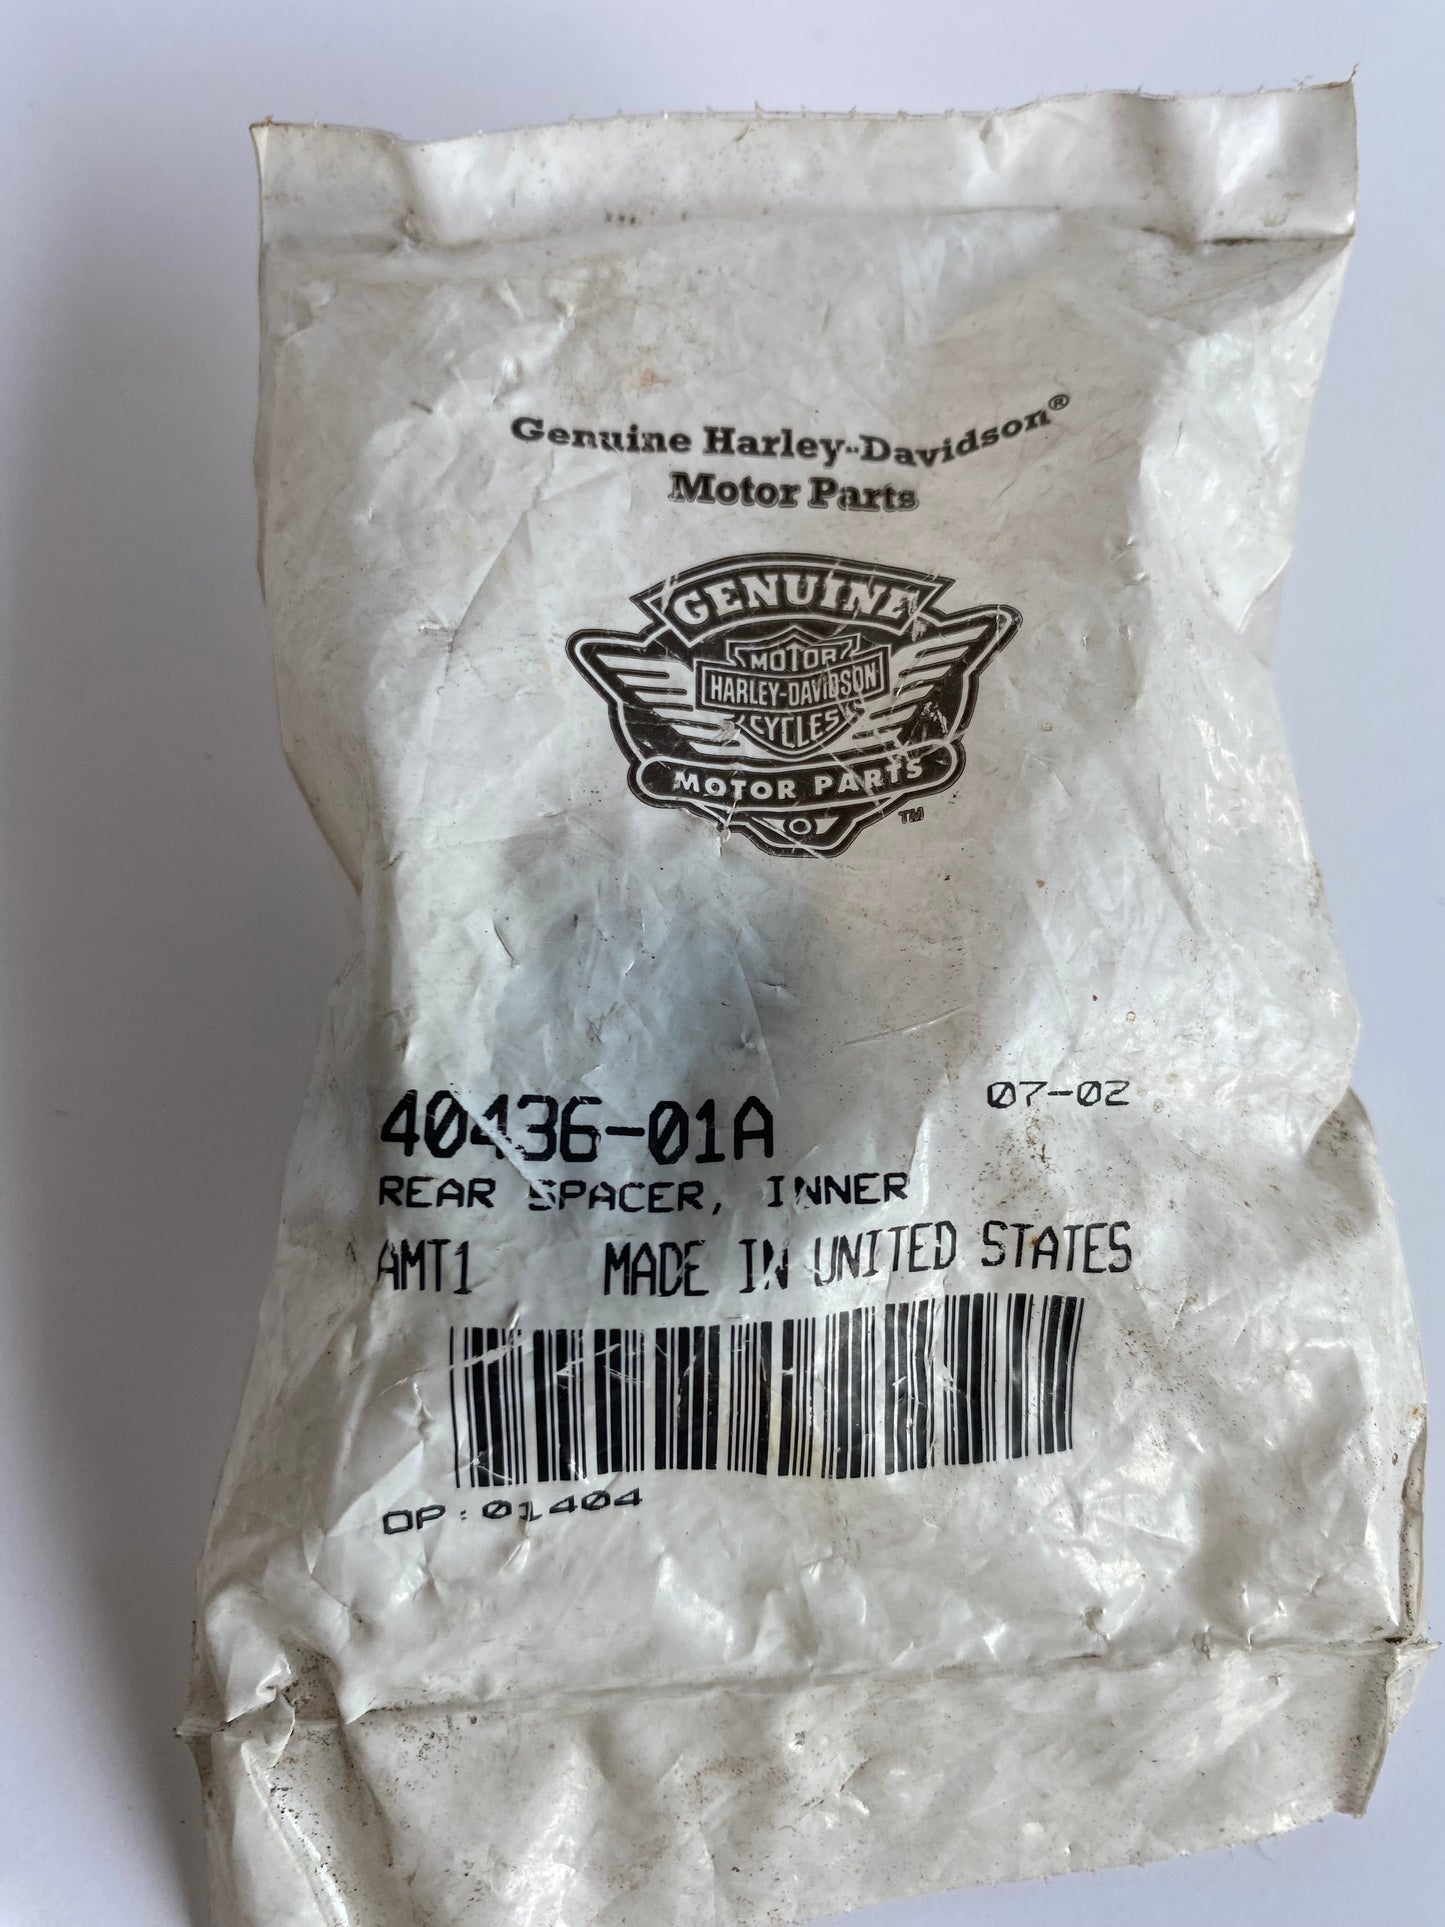 Genuine Harley-Davidson®
Motor Parts
GENUINE
MOTOR
HARLEY-DAVIDSON
CYCLES
MOTOR PARTS
TM
40436-01A 07-02
REAR SPACER, INNER
AMT1 MADE IN UNITED STATES
OP:01404